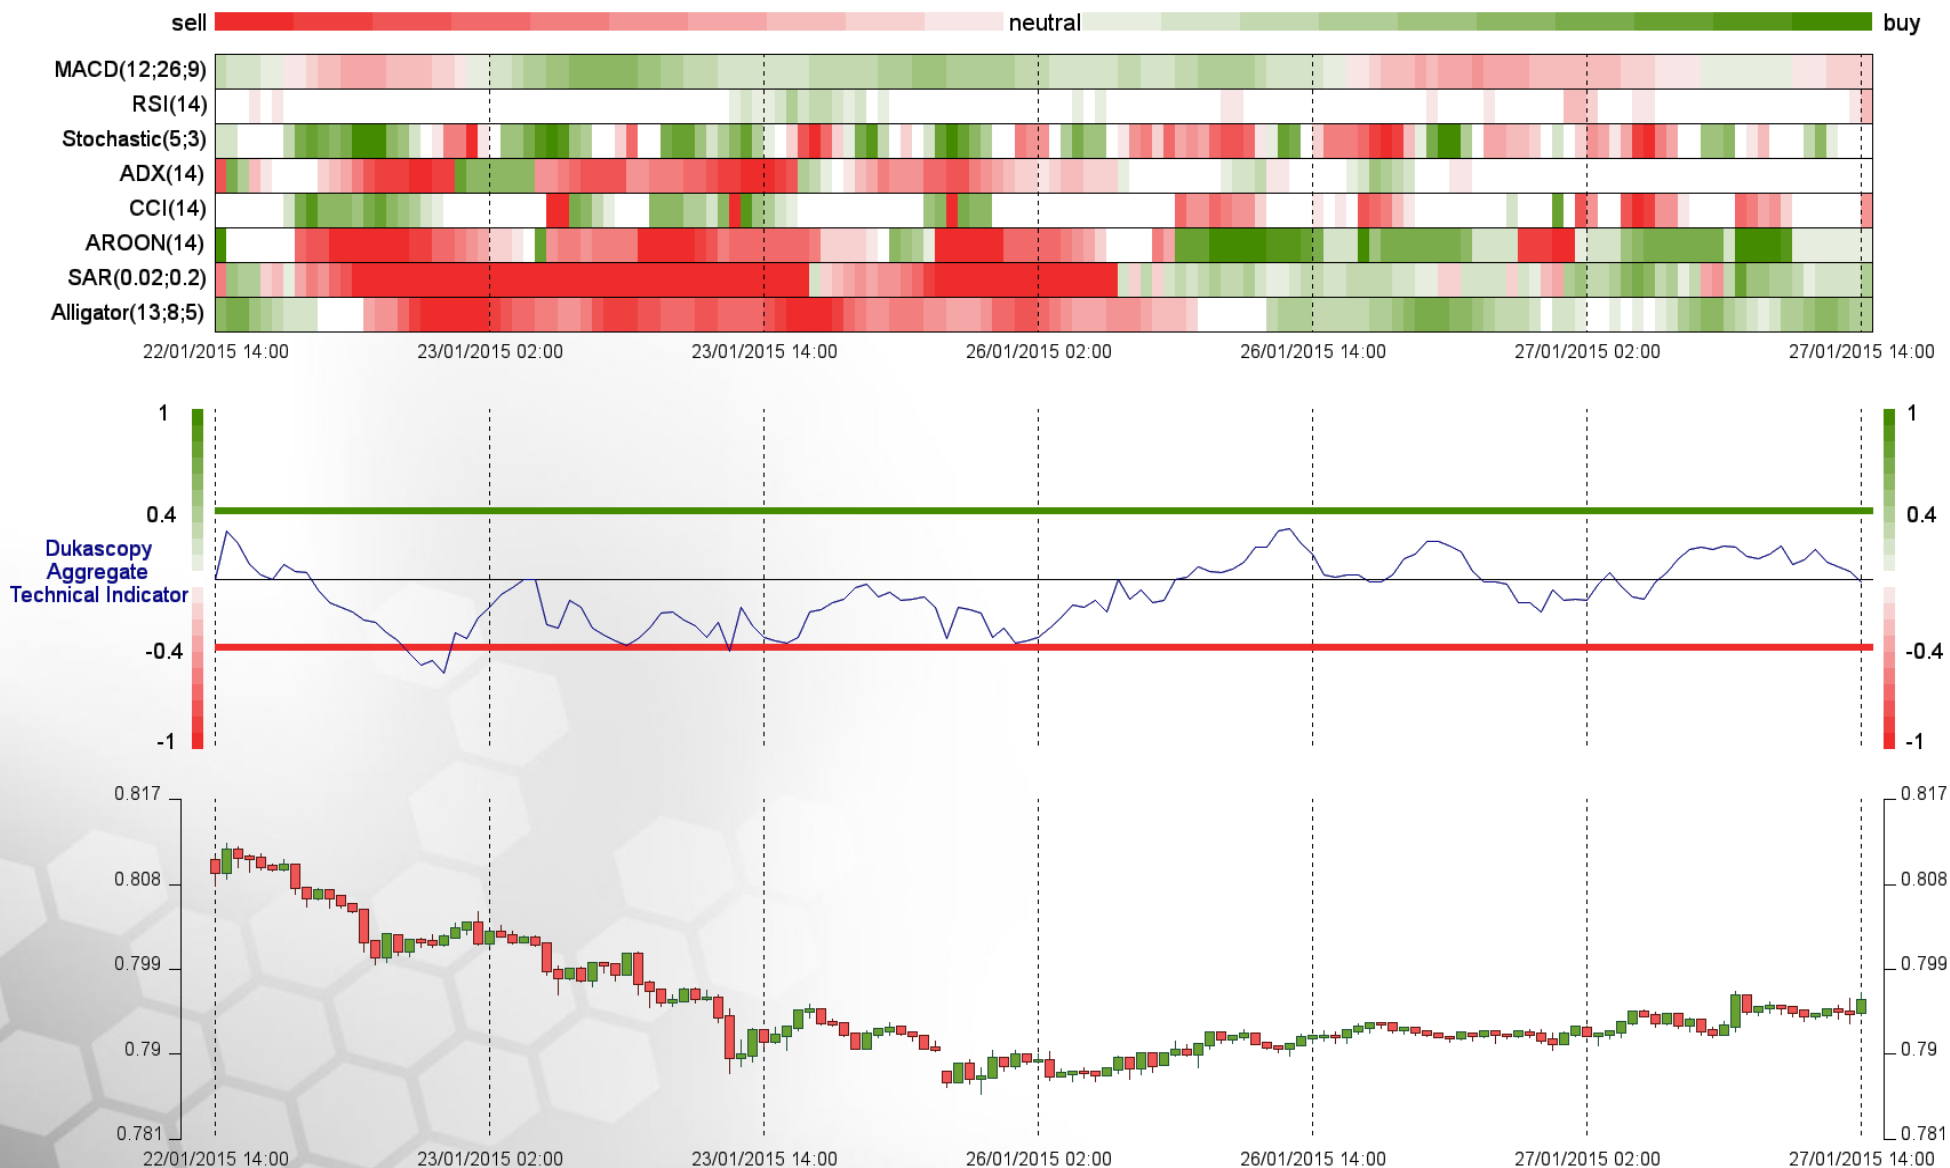 sell neutral buy
MACD(12;26;9)
RSI(14)
Stochastic(5;3)
ADX(14)
CCI(14)
AROON(14)
SAR(0.02;0.2)
Alligator(13;8;5)
22/01/2015 14:00 23/01/2015 02:00 23/01/2015 14:00 26/01/2015 02:00 26/01/2015 14:00 27/01/2015 02:00 27/01/2015 14:00
1 1
0.4 0.4
Dukascopy
Aggregate
Technical Indicator
-0.4 -0.4
-1 -1
0.817 0.817
0.808 0.808
0.799 0.799
0.79 0.79
0.781 0.781
22/01/2015 14:00 23/01/2015 02:00 23/01/2015 14:00 26/01/2015 02:00 26/01/2015 14:00 27/01/2015 02:00 27/01/2015 14:00